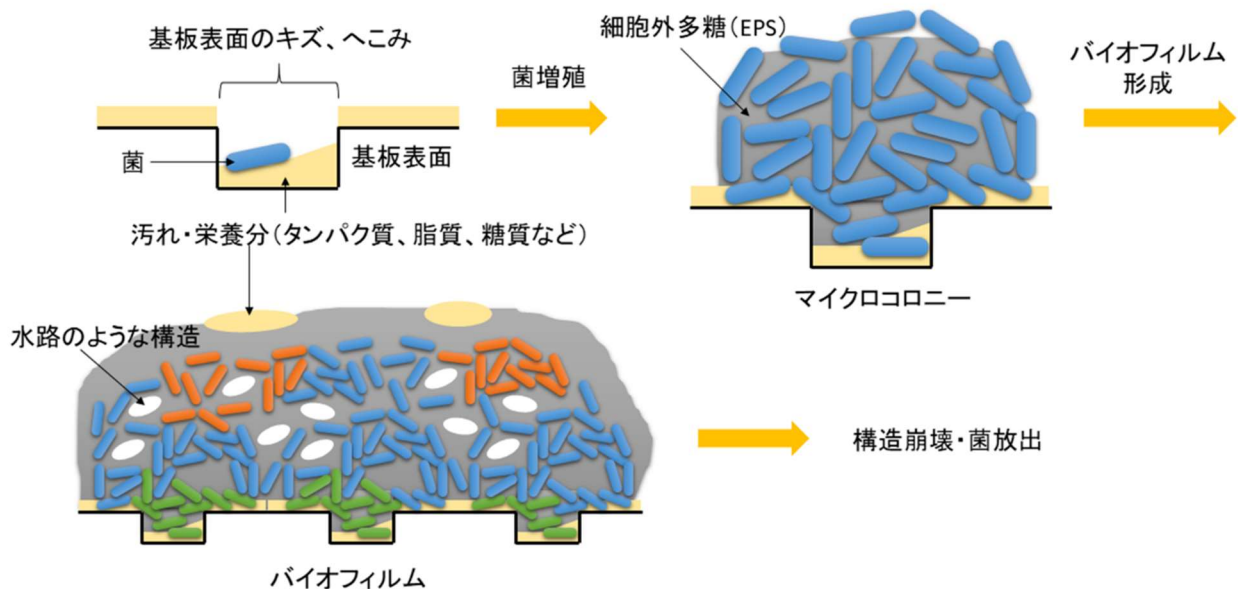 基板表面のキズ、へこみ
菌
基板表面
汚れ・栄養分(タンパク質、脂質、糖質など)
菌増殖
細胞外多糖(EPS)
マイクロコロニー
バイオフィルム
形成
水路のような構造
バイオフィルム
構造崩壊・菌放出